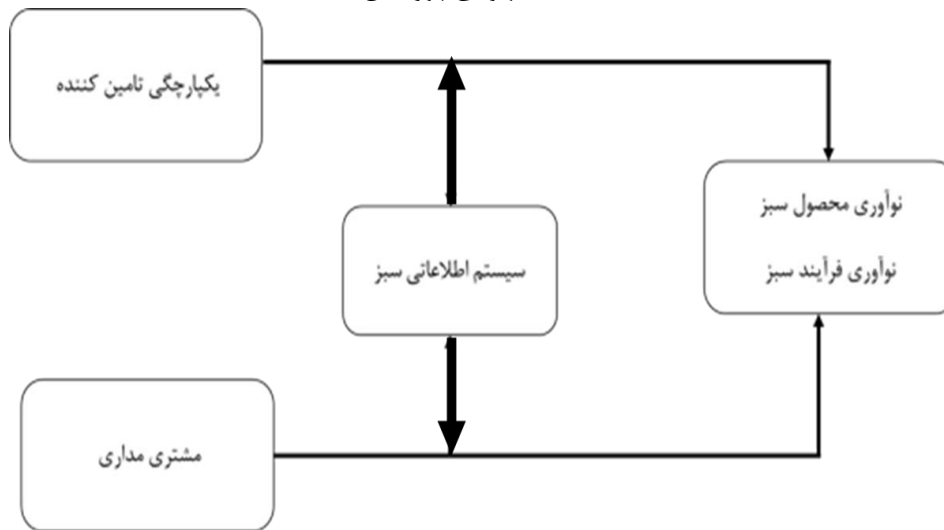 یکپارچگی تامین کننده
نوآوری محصول سبز
نوآوری فرآیند سبز
سیستم اطلاعاتی سبز
مشتری مداری